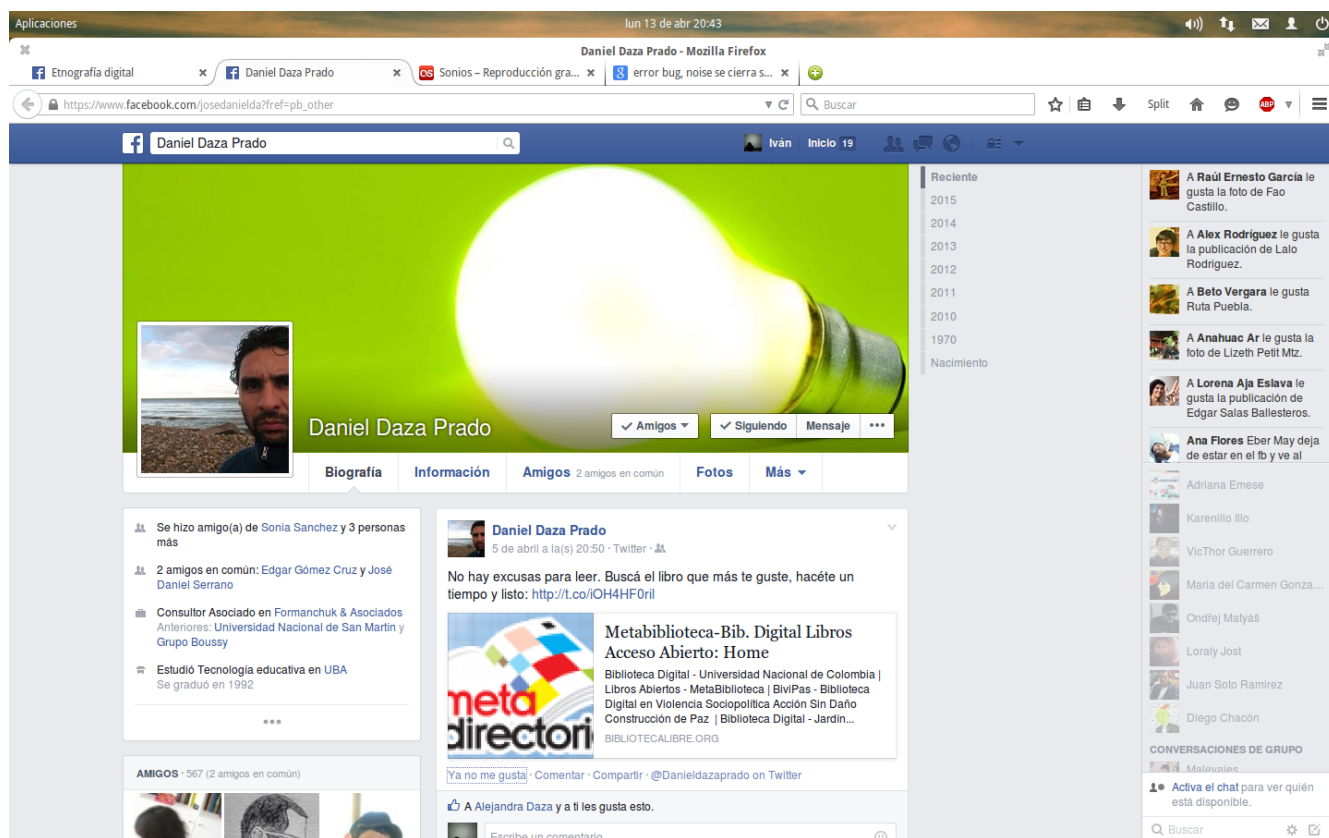 Aplicaciones
lun 13 de abr 20:43
Daniel Daza Prado - Mozilla Firefox
Etnografía digital
Daniel Daza Prado
Sonios – Reproducción gra...
error bug, noise se cierra s...
https://www.facebook.com/josedanielda?fref=pb_other
Buscar
Split
ABP
Daniel Daza Prado
Iván
Inicio 19
Daniel Daza Prado
Amigos
Siguiendo
Mensaje
Biografía
Información
Amigos 2 amigos en común
Fotos
Más
Reciente
2015
2014
2013
2012
2011
2010
1970
Nacimiento
Se hizo amigo(a) de Sonia Sanchez y 3 personas
más
2 amigos en común: Edgar Gómez Cruz y José
Daniel Serrano
Consultor Asociado en Formanchuk & Asociados
Anteriores: Universidad Nacional de San Martín y
Grupo Boussy
Estudió Tecnología educativa en UBA
Se graduó en 1992
AMIGOS · 567 (2 amigos en común)
Daniel Daza Prado
5 de abril a la(s) 20:50 · Twitter ·
No hay excusas para leer. Buscá el libro que más te guste, hacéte un
tiempo y listo: http://t.co/iOH4HF0ril
meta
directori
Metabiblioteca-Bib. Digital Libros
Acceso Abierto: Home
Biblioteca Digital - Universidad Nacional de Colombia |
Libros Abiertos - MetaBiblioteca | BiviPas - Biblioteca
Digital en Violencia Sociopolítica Acción Sin Daño
Construcción de Paz | Biblioteca Digital - Jardín...
BIBLIOTECALIBRE.ORG
Ya no me gusta · Comentar · Compartir · @Danieldazaprado on Twitter
A Alejandra Daza y a ti les gusta esto.
Escribe un comentario
A Raúl Ernesto García le
gusta la foto de Fao
Castillo.
A Alex Rodríguez le gusta
la publicación de Lalo
Rodriguez.
A Beto Vergara le gusta
Ruta Puebla.
A Anahuac Ar le gusta la
foto de Lizeth Petit Mtz.
A Lorena Aja Eslava le
gusta la publicación de
Edgar Salas Ballesteros.
Ana Flores Eber May deja
de estar en el fb y ve al
Adriana Emese
Karenillo Illo
VicThor Guerrero
Maria del Carmen Gonza...
Ondřej Matyáš
Loraly Jost
Juan Soto Ramirez
Diego Chacón
CONVERSACIONES DE GRUPO
Malevajes
Activa el chat para ver quién
está disponible.
Buscar